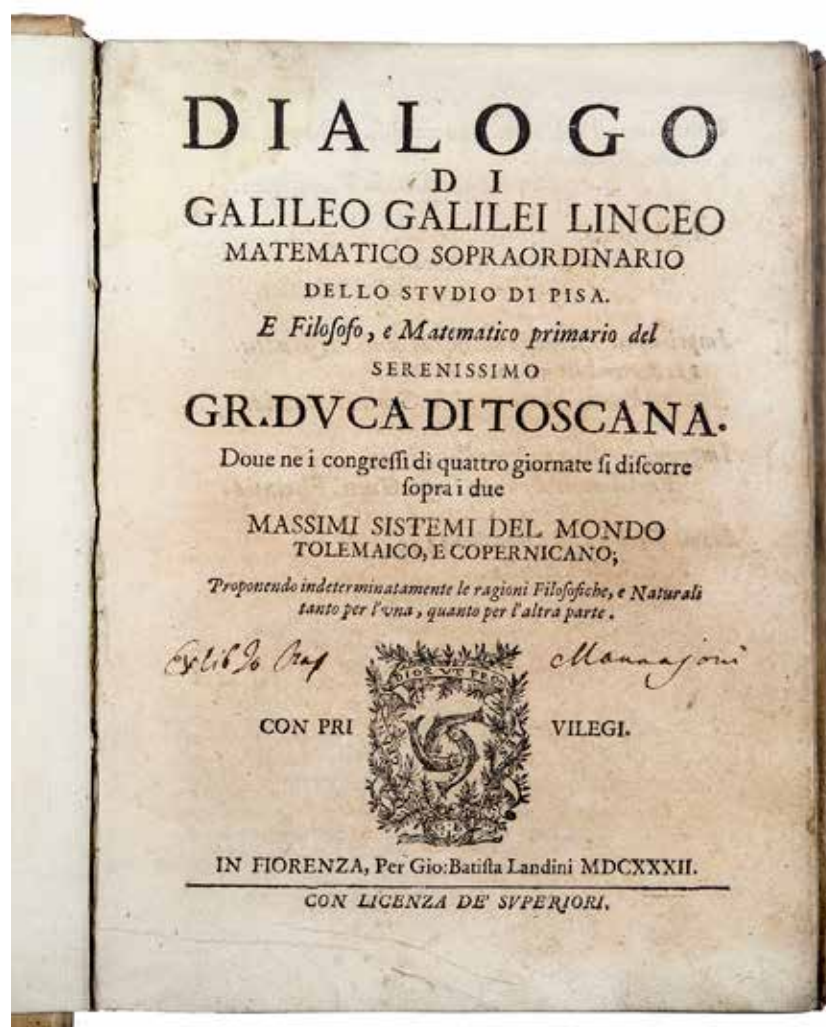 DIALOGO
DI
GALILEO GALILEI LINCEO
MATEMATICO SOPRAORDINARIO
DELLO STVDIO DI PISA.
E Filoſofo, e Matematico primario del
SERENISSIMO
GR.DVCA DI TOSCANA.
Doue ne i congreſſi di quattro giornate ſi diſcorre
ſopra i due
MASSIMI SISTEMI DEL MONDO
TOLEMAICO, E COPERNICANO;
Proponendo indeterminatamente le ragioni Filoſofiche, e Naturali
tanto per l'vna, quanto per l'altra parte.
CON PRI VILEGI.
IN FIORENZA, Per Gio:Batiſta Landini MDCXXXII.
CON LICENZA DE' SVPERIORI.